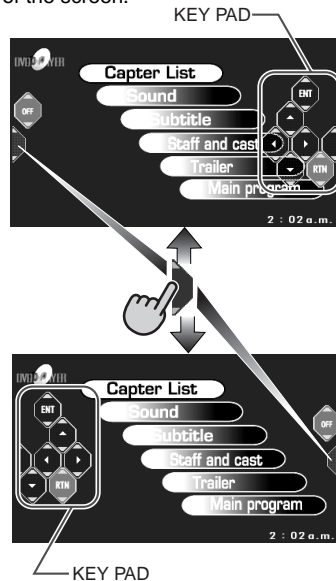 of the screen.
KEY PAD
DVD PLAYER
Capter List
ENT
Sound
OFF
Subtitle
Staff and cast
Trailer
RTN
Main program
2 : 02 a.m.
DVD PLAYER
Capter List
ENT
Sound
OFF
Subtitle
Staff and cast
RTN
Trailer
Main program
2 : 02 a.m.
KEY PAD